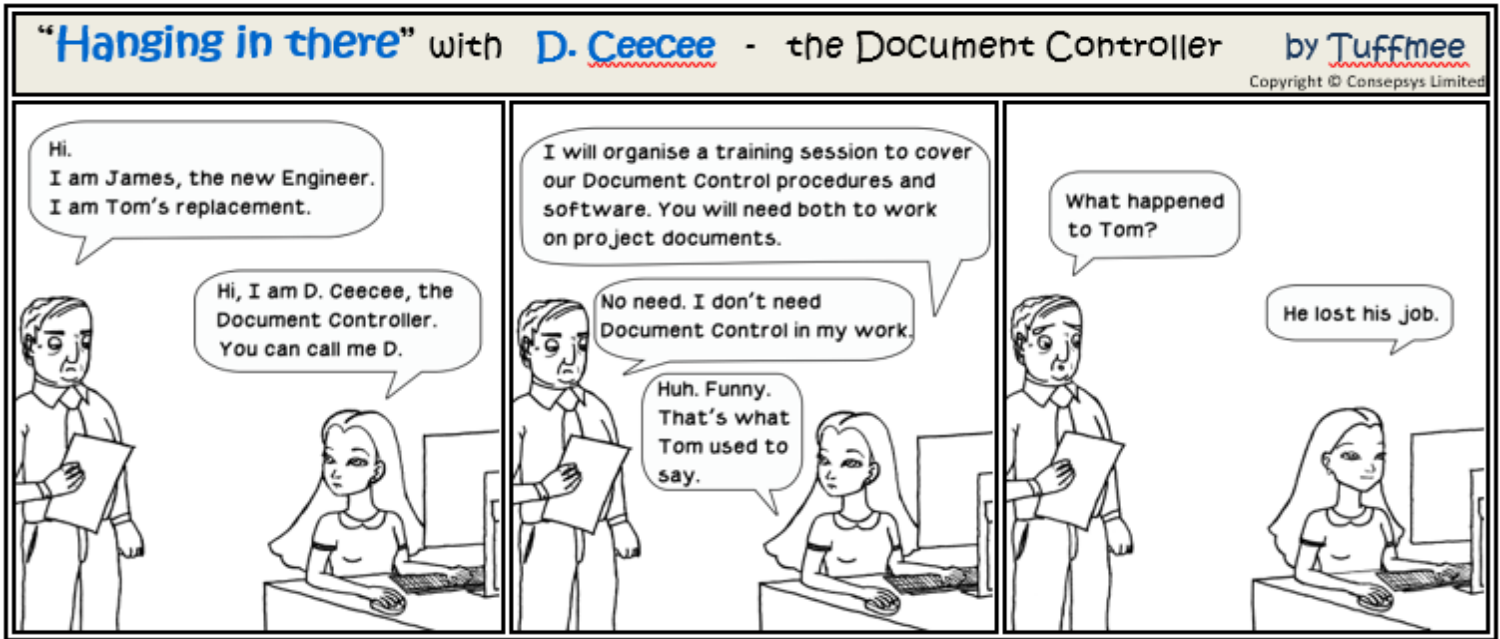 “Hanging in there” with D. Ceecee - the Document Controller by Tuffmee
Copyright © Consepsys Limited
Hi.
I am James, the new Engineer.
I am Tom's replacement.
Hi, I am D. Ceecee, the
Document Controller.
You can call me D.
I will organise a training session to cover
our Document Control procedures and
software. You will need both to work
on project documents.
No need. I don't need
Document Control in my work.
Huh. Funny.
That's what
Tom used to
say.
What happened
to Tom?
He lost his job.